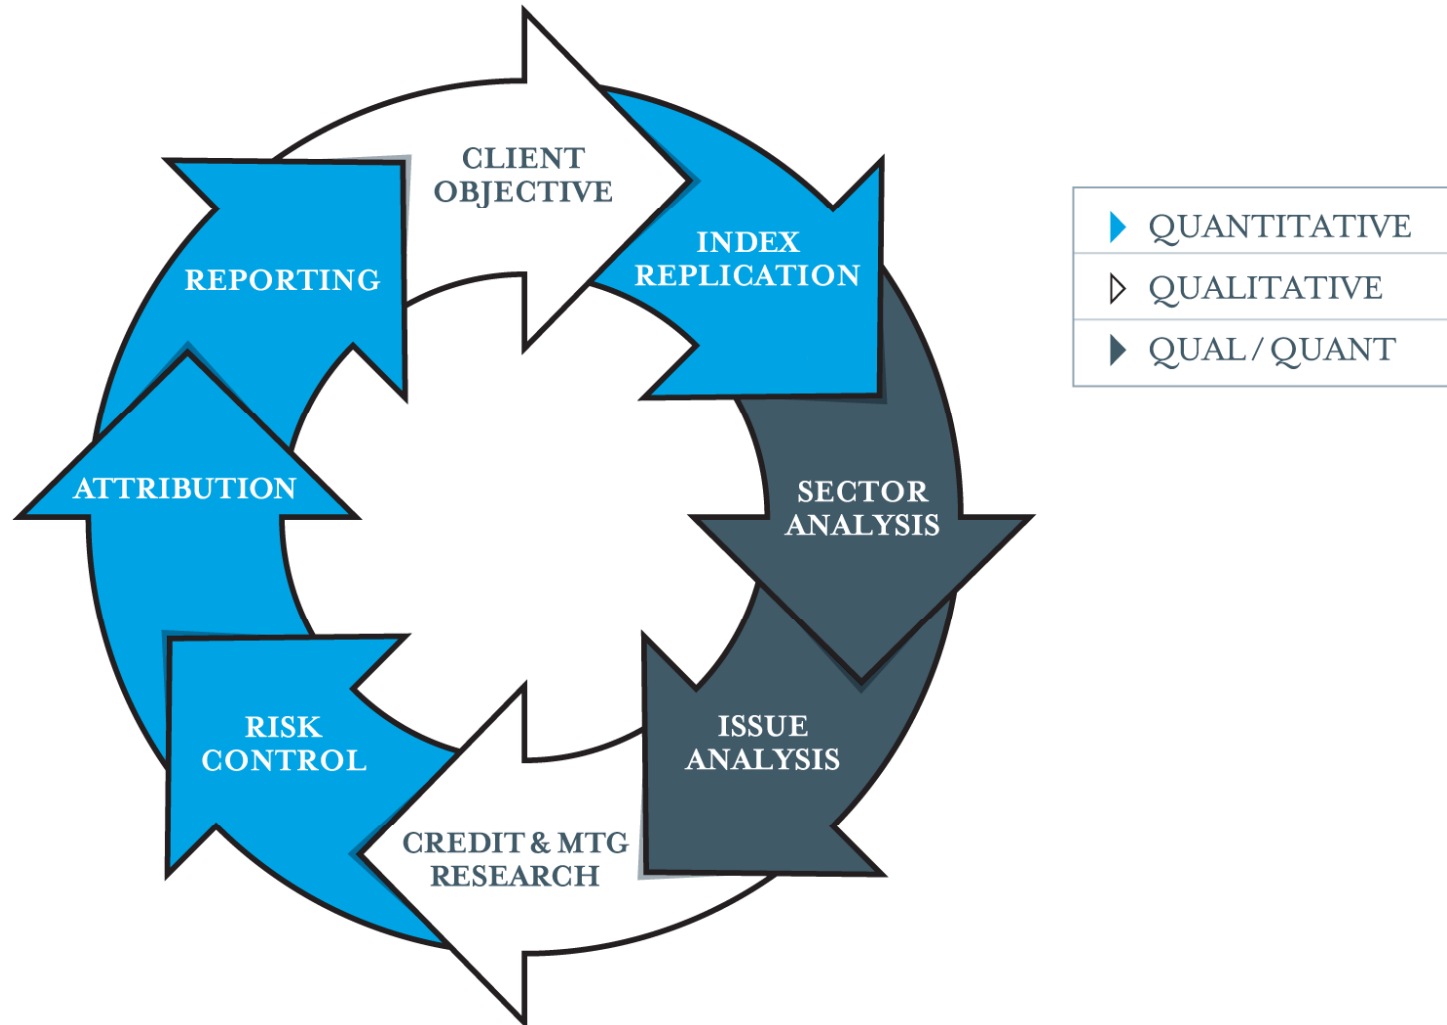 CLIENT
OBJECTIVE
INDEX
REPLICATION
SECTOR
ANALYSIS
ISSUE
ANALYSIS
CREDIT & MTG
RESEARCH
RISK
CONTROL
ATTRIBUTION
REPORTING
QUANTITATIVE
QUALITATIVE
QUAL / QUANT